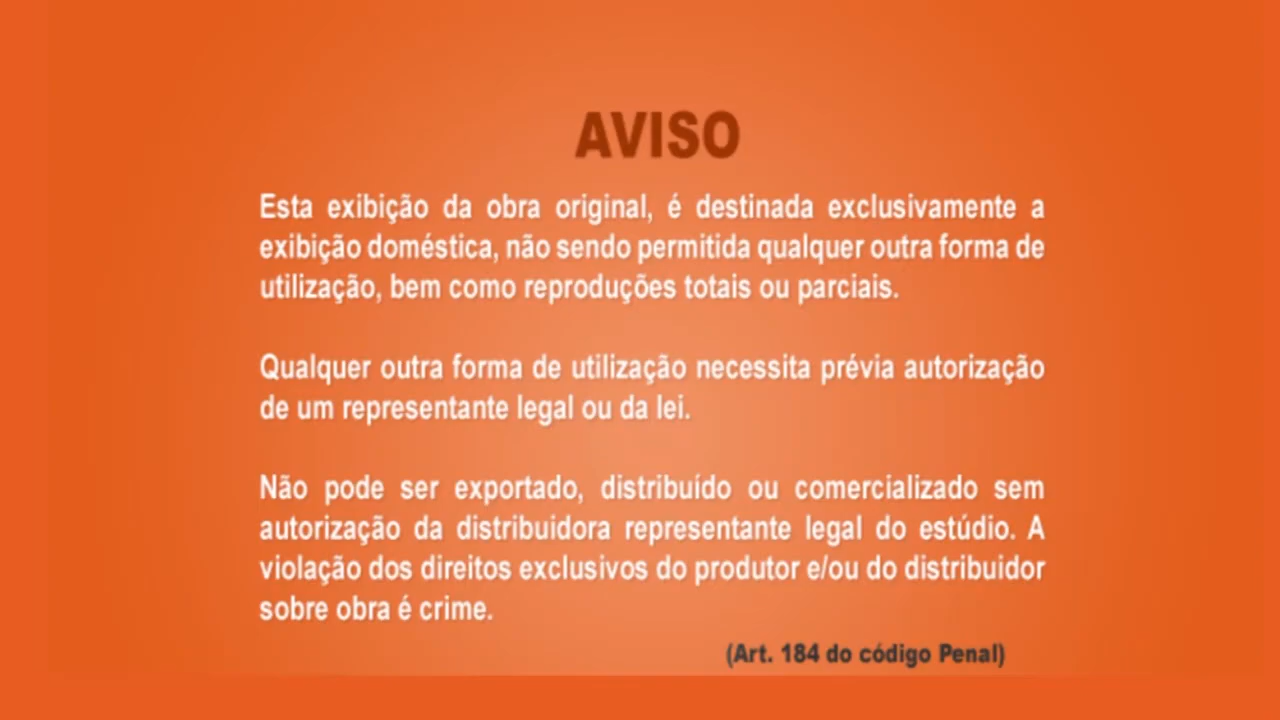 AVISO
Esta exibição da obra original, é destinada exclusivamente a
exibição doméstica, não sendo permitida qualquer outra forma de
utilização, bem como reproduções totais ou parciais.
Qualquer outra forma de utilização necessita prévia autorização
de um representante legal ou da lei.
Não pode ser exportado, distribuído ou comercializado sem
autorização da distribuidora representante legal do estúdio. A
violação dos direitos exclusivos do produtor e/ou do distribuidor
sobre obra é crime.
(Art. 184 do código Penal)